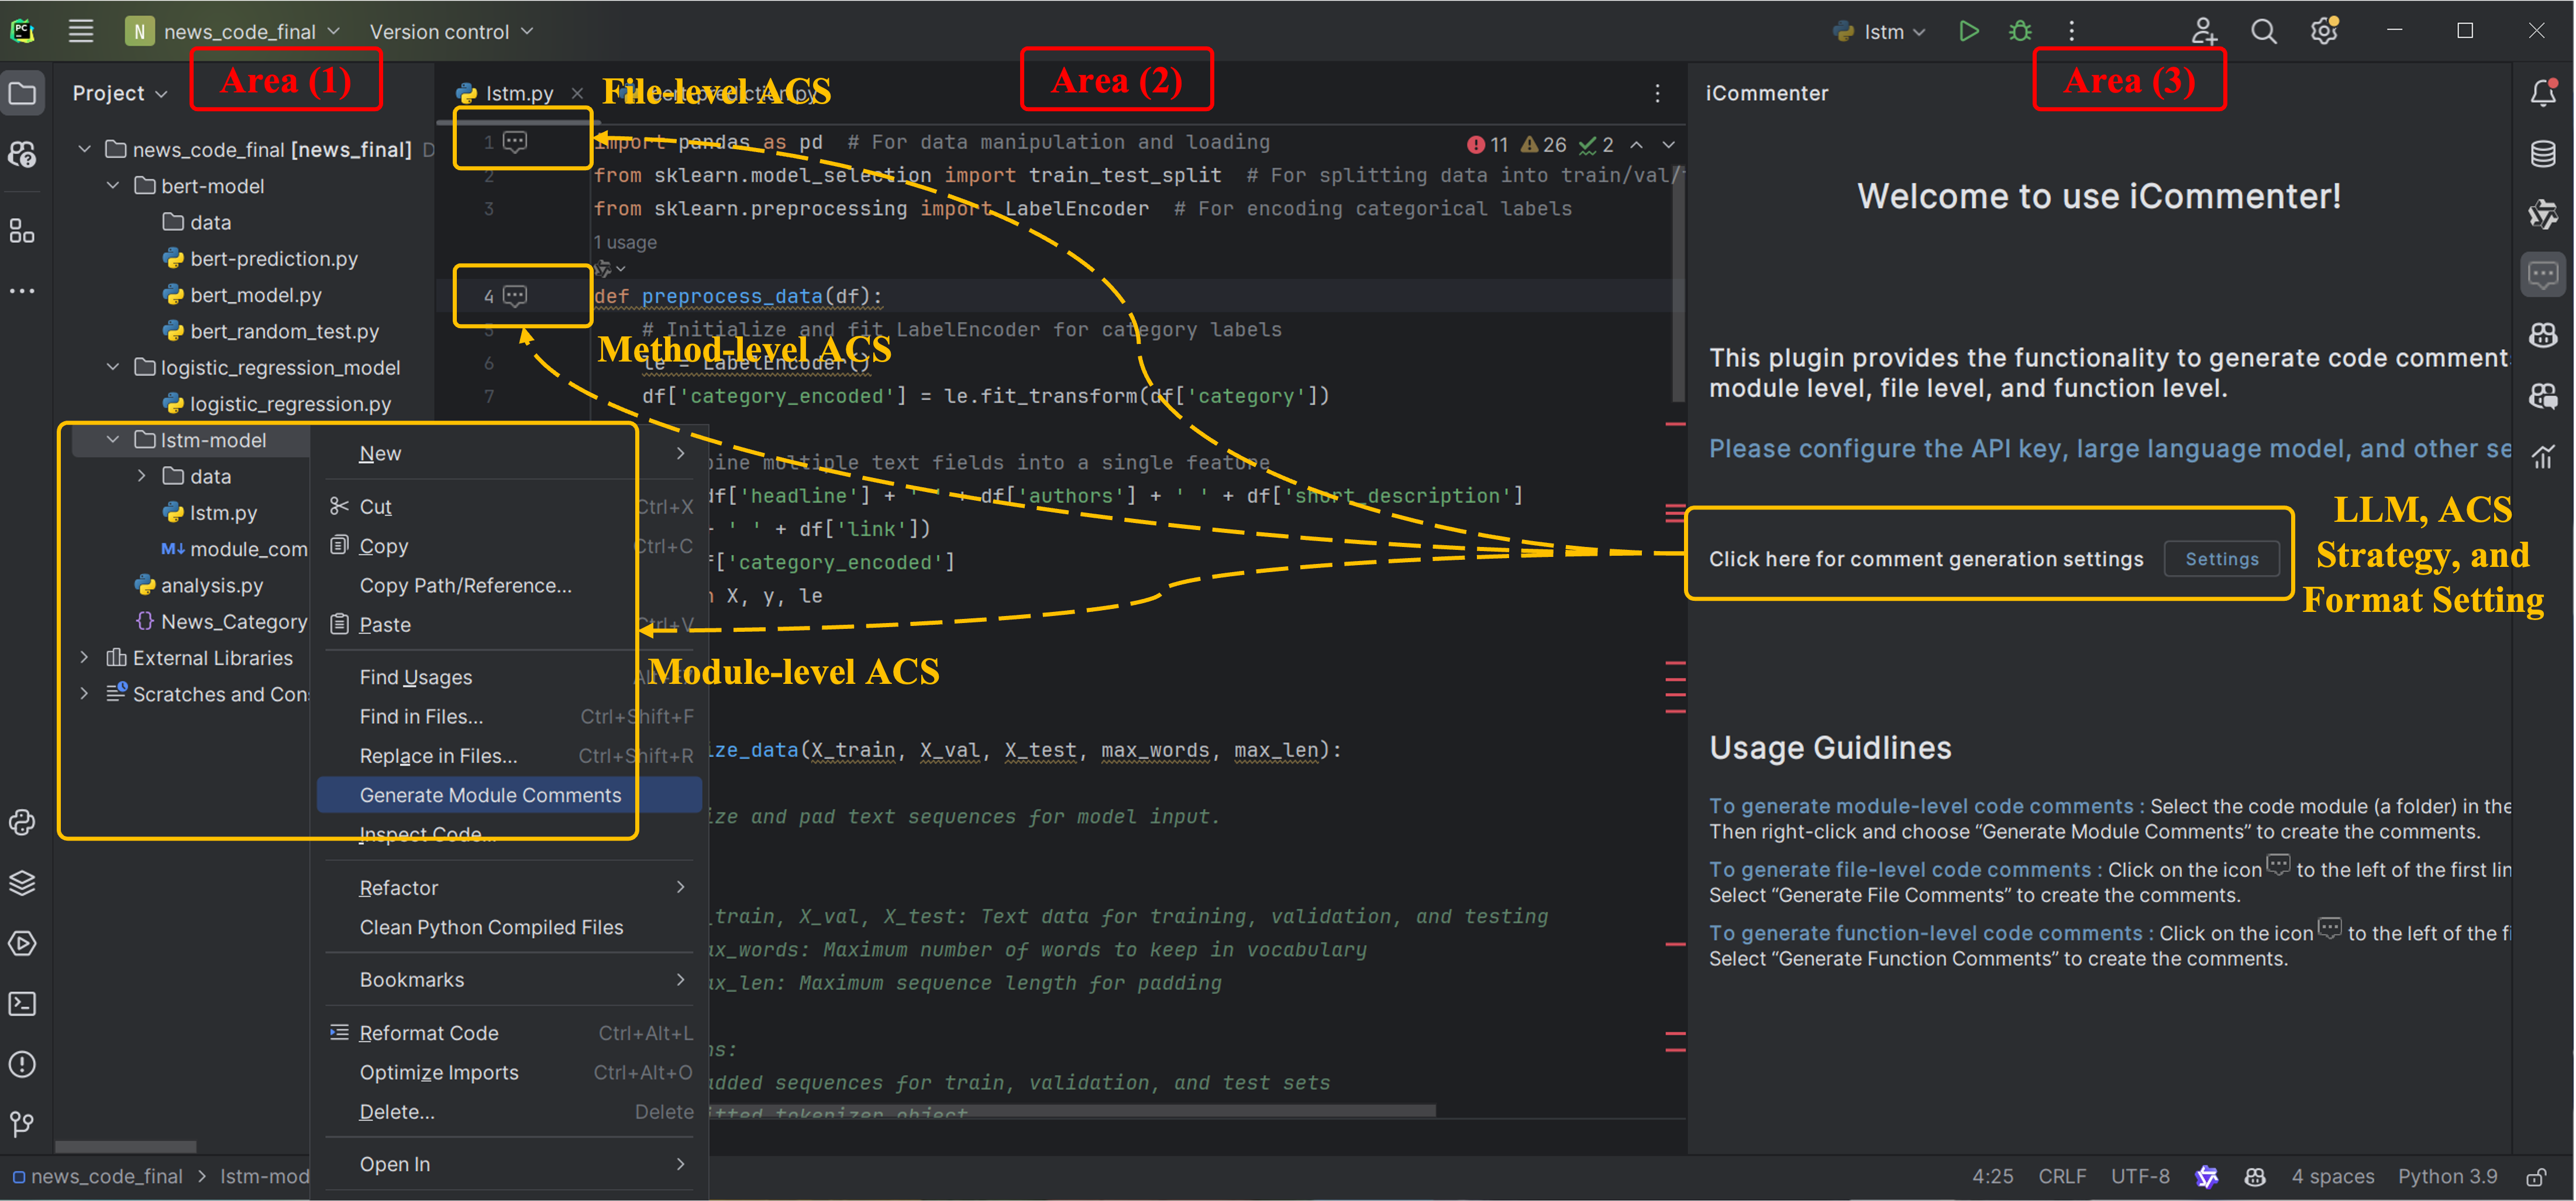 PC
N news_code_final
Version control
lstm
Area (1)
Area (2)
Area (3)
Project
lstm.py
File-level ACS
iCommenter
news_code_final [news_final] D
bert-model
data
bert-prediction.py
bert_model.py
bert_random_test.py
logistic_regression_model
logistic_regression.py
lstm-model
data
lstm.py
M↓ module_com
analysis.py
{} News_Category
External Libraries
Scratches and Con
New
Cut Ctrl+X
Copy Ctrl+C
Copy Path/Reference...
Paste Ctrl+V
Find Usages
Find in Files... Ctrl+Shift+F
Replace in Files... Ctrl+Shift+R
Generate Module Comments
Inspect Code...
Refactor
Clean Python Compiled Files
Bookmarks
Reformat Code Ctrl+Alt+L
Optimize Imports Ctrl+Alt+O
Delete... Delete
Open In
11 26 2
1 import pandas as pd # For data manipulation and loading
2 from sklearn.model_selection import train_test_split # For splitting data into train/val/
3 from sklearn.preprocessing import LabelEncoder # For encoding categorical labels
1 usage
4 def preprocess_data(df):
5 # Initialize and fit LabelEncoder for category labels
Method-level ACS
6 le = LabelEncoder()
7 df['category_encoded'] = le.fit_transform(df['category'])
ine multiple text fields into a single feature
df['headline'] + ' ' + df['authors'] + ' ' + df['short_description']
+ ' ' + df['link'])
['category_encoded']
X, y, le
Module-level ACS
ize_data(X_train, X_val, X_test, max_words, max_len):
ize and pad text sequences for model input.
train, X_val, X_test: Text data for training, validation, and testing
ax_words: Maximum number of words to keep in vocabulary
ax_len: Maximum sequence length for padding
ns:
added sequences for train, validation, and test sets
itted tokenizer object
Welcome to use iCommenter!
This plugin provides the functionality to generate code comment
module level, file level, and function level.
Please configure the API key, large language model, and other se
Click here for comment generation settings Settings
LLM, ACS
Strategy, and
Format Setting
Usage Guidlines
To generate module-level code comments : Select the code module (a folder) in the
Then right-click and choose “Generate Module Comments” to create the comments.
To generate file-level code comments : Click on the icon to the left of the first lin
Select “Generate File Comments” to create the comments.
To generate function-level code comments : Click on the icon to the left of the fi
Select “Generate Function Comments” to create the comments.
news_code_final > lstm-mod
4:25 CRLF UTF-8 4 spaces Python 3.9